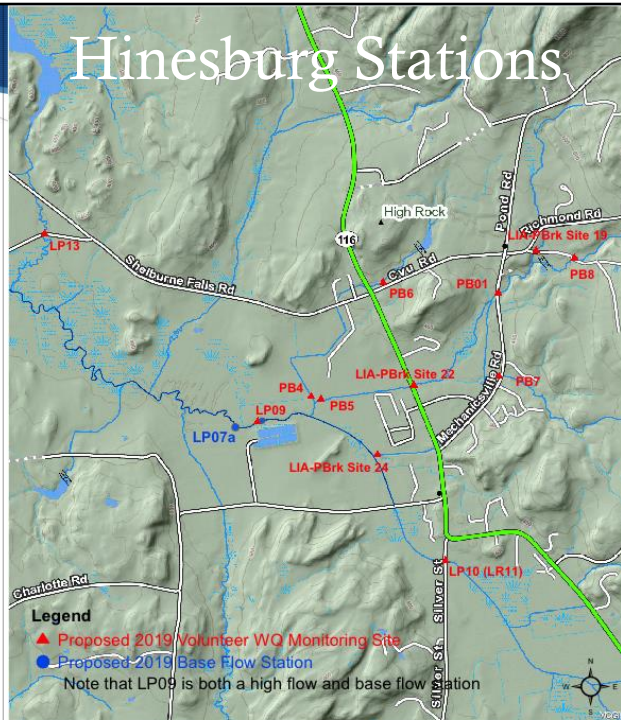 Hinesburg Stations
High Rock
Pond Rd
Richmond Rd
LIA-PBrk Site 19
116
LP13
Shelburne Falls Rd
Cvu Rd
PB8
PB6
PB01
LIA-PBrk Site 22
PB7
PB4
PB5
Mechanicsville Rd
LP09
LP07a
LIA-PBrk Site 24
LP10 (LR11)
Silver St
Charlotte Rd
Silver St
Legend
Proposed 2019 Volunteer WQ Monitoring Site
Proposed 2019 Base Flow Station
Note that LP09 is both a high flow and base flow station
N
W E
S
VCGI